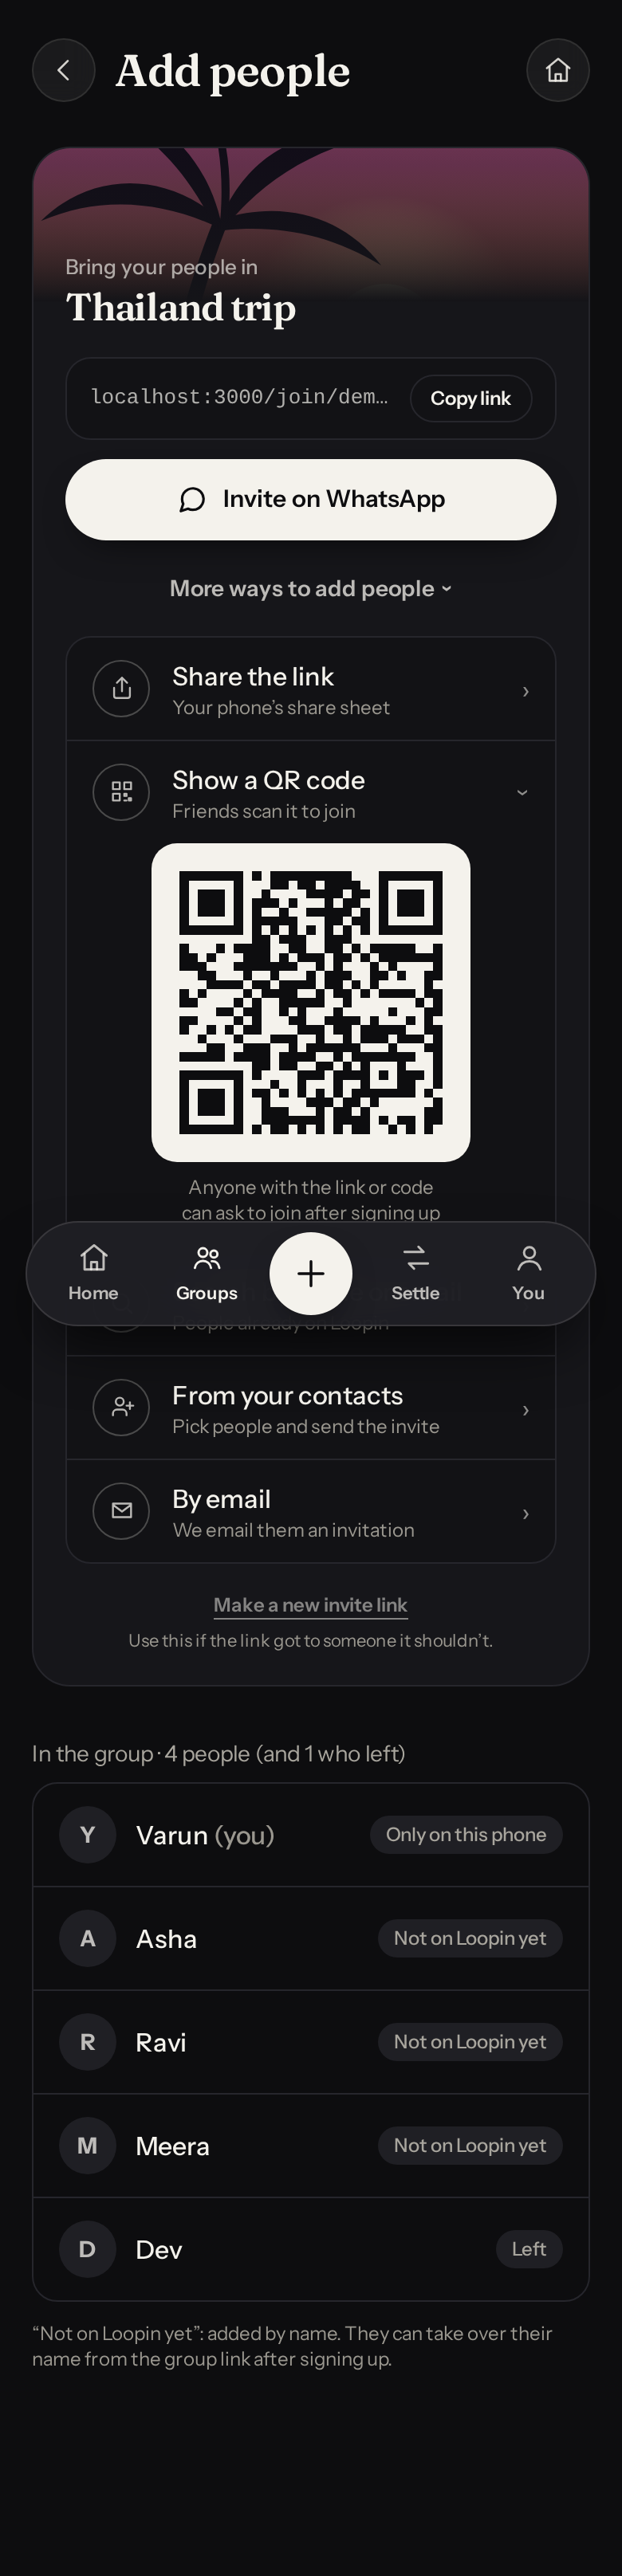 Add people
Bring your people in
Thailand trip
localhost:3000/join/dem…
Copy link
Invite on WhatsApp
More ways to add people
Share the link
Your phone’s share sheet
Show a QR code
Friends scan it to join
Anyone with the link or code
can ask to join after signing up
Home
Groups
Settle
You
People already on Loopin
From your contacts
Pick people and send the invite
By email
We email them an invitation
Make a new invite link
Use this if the link got to someone it shouldn’t.
In the group · 4 people (and 1 who left)
Y
Varun (you)
Only on this phone
A
Asha
Not on Loopin yet
R
Ravi
Not on Loopin yet
M
Meera
Not on Loopin yet
D
Dev
Left
“Not on Loopin yet”: added by name. They can take over their
name from the group link after signing up.